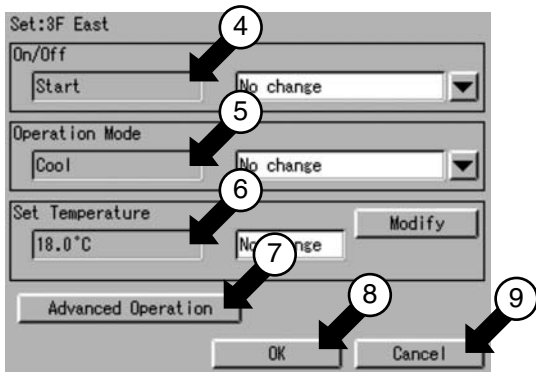 Set:3F East
4
On/Off
Start No change
5
Operation Mode
Cool No change
6
Set Temperature
Modify
18.0°C No change
7
Advanced Operation
8
9
OK Cancel